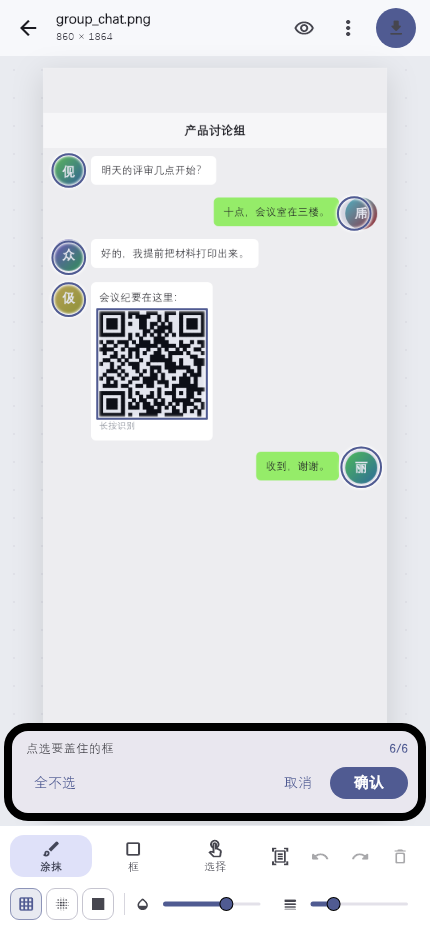 group_chat.png
860 × 1864
产品讨论组
明天的评审几点开始？
十点，会议室在三楼。
众
好的，我提前把材料打印出来。
伋
会议纪要在这里：
长按识别
收到，谢谢。
丽
点选要盖住的框
6/6
全不选
取消
确认
涂抹
框
选择